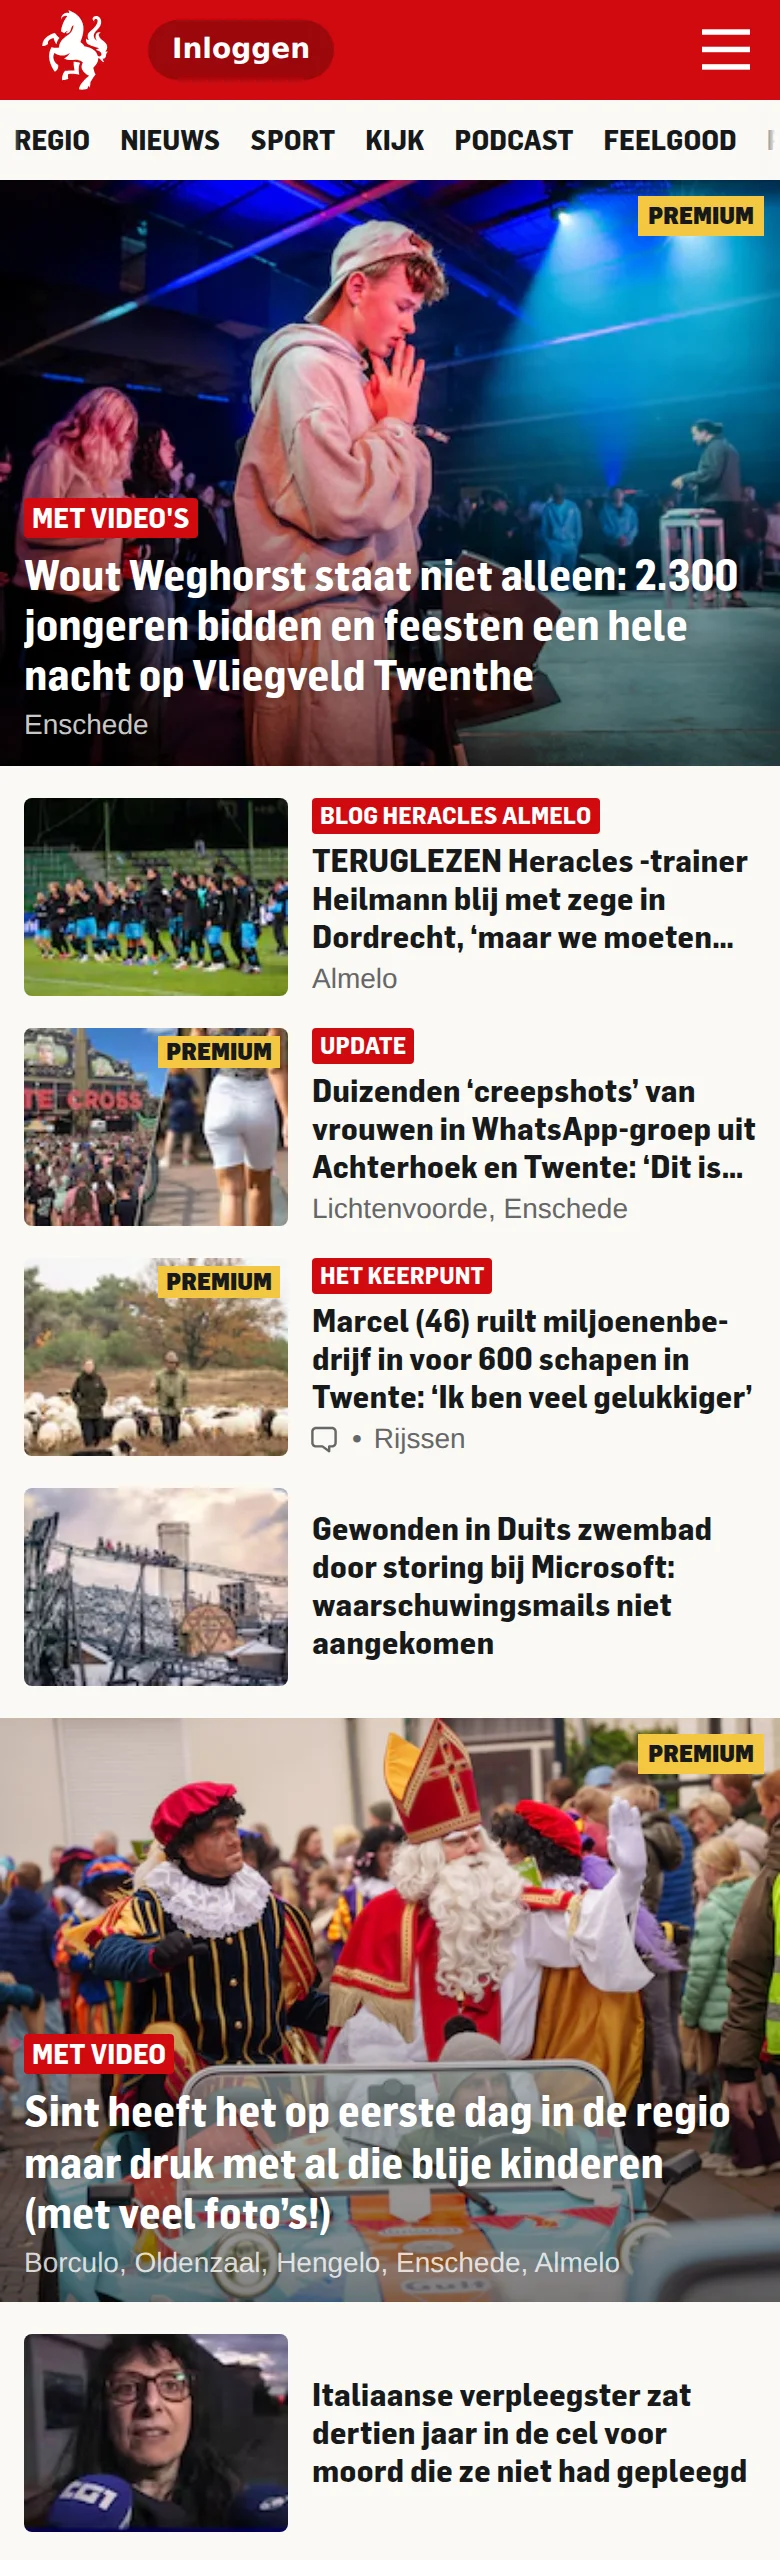 Inloggen
REGIO NIEUWS SPORT KIJK PODCAST FEELGOOD
PREMIUM
MET VIDEO'S
Wout Weghorst staat niet alleen: 2.300
jongeren bidden en feesten een hele
nacht op Vliegveld Twenthe
Enschede
BLOG HERACLES ALMELO
TERUGLEZEN Heracles -trainer
Heilmann blij met zege in
Dordrecht, ‘maar we moeten...
Almelo
PREMIUM
TE CROSS
UPDATE
Duizenden ‘creepshots’ van
vrouwen in WhatsApp-groep uit
Achterhoek en Twente: ‘Dit is...
Lichtenvoorde, Enschede
PREMIUM
HET KEERPUNT
Marcel (46) ruilt miljoenenbe-
drijf in voor 600 schapen in
Twente: ‘Ik ben veel gelukkiger’
• Rijssen
Gewonden in Duits zwembad
door storing bij Microsoft:
waarschuwingsmails niet
aangekomen
PREMIUM
MET VIDEO
Sint heeft het op eerste dag in de regio
maar druk met al die blije kinderen
(met veel foto’s!)
Borculo, Oldenzaal, Hengelo, Enschede, Almelo
Gulf
Italiaanse verpleegster zat
dertien jaar in de cel voor
moord die ze niet had gepleegd